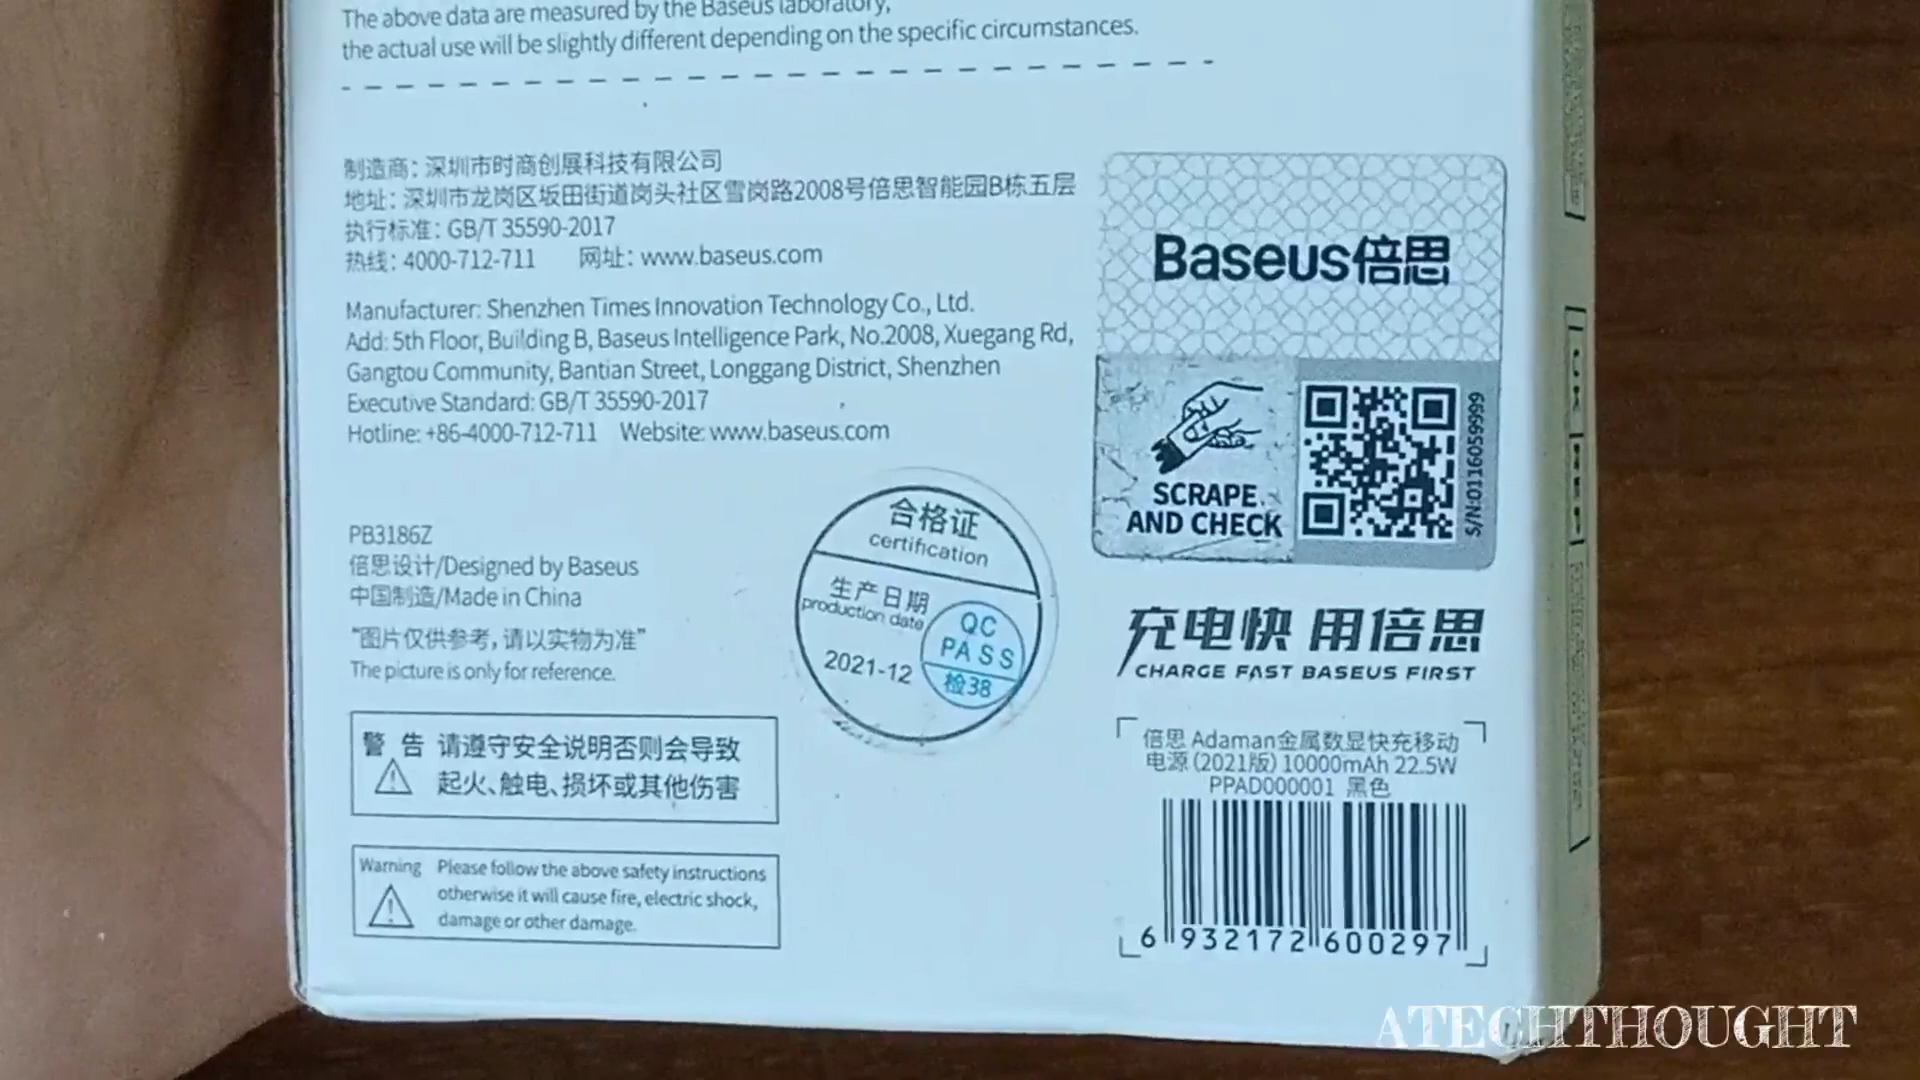 The above data are measured by the Baseus laboratory,
the actual use will be slightly different depending on the specific circumstances.
制造商：深圳市时商创展科技有限公司
地址：深圳市龙岗区坂田街道岗头社区雪岗路2008号倍思智能园B栋五层
执行标准：GB/T 35590-2017
热线：4000-712-711 网址：www.baseus.com
Manufacturer: Shenzhen Times Innovation Technology Co., Ltd.
Add: 5th Floor, Building B, Baseus Intelligence Park, No.2008, Xuegang Rd,
Gangtou Community, Bantian Street, Longgang District, Shenzhen
Executive Standard: GB/T 35590-2017
Hotline: +86-4000-712-711 Website: www.baseus.com
Baseus倍思
SCRAPE
AND CHECK
S/N:0116059999
PB3186Z
倍思设计/Designed by Baseus
中国制造/Made in China
“图片仅供参考，请以实物为准”
The picture is only for reference.
合格证
certification
生产日期
production date
2021-12
QC
PASS
检38
充电快 用倍思
CHARGE FAST BASEUS FIRST
警告 请遵守安全说明否则会导致
起火、触电、损坏或其他伤害
Warning Please follow the above safety instructions
otherwise it will cause fire, electric shock,
damage or other damage.
倍思 Adaman金属数显快充移动
电源 (2021版) 10000mAh 22.5W
PPAD000001 黑色
6 932172 600297
ATECHTHOUGHT